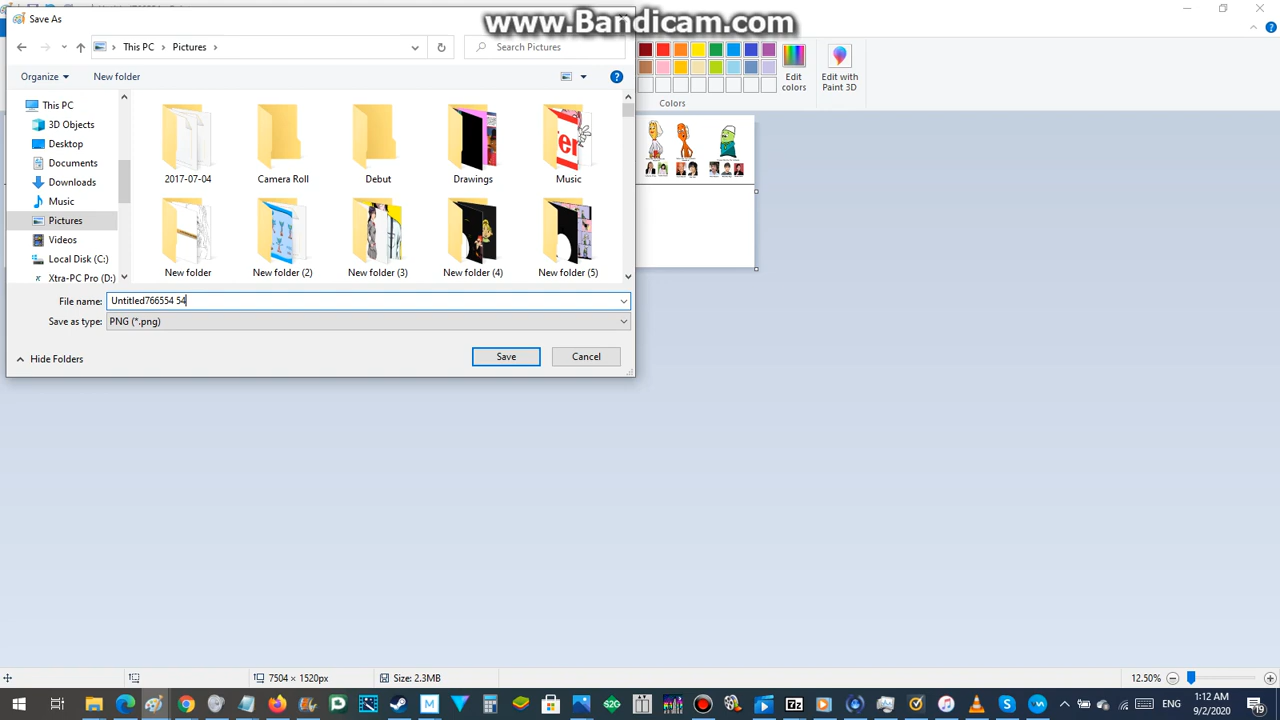 Save As
www.Bandicam.com
This PC
Pictures
Search Pictures
Organize
New folder
This PC
3D Objects
Desktop
Documents
Downloads
Music
Pictures
Videos
Local Disk (C:)
Xtra-PC Pro (D:)
2017-07-04
Camera Roll
Debut
Drawings
Music
New folder
New folder (2)
New folder (3)
New folder (4)
New folder (5)
File name:
Untitled766554 54
Save as type:
PNG (*.png)
Hide Folders
Save
Cancel
Edit
colors
Edit with
Paint 3D
Colors
7504 × 1520px
Size: 2.3MB
12.50%
ENG
1:12 AM
9/2/2020